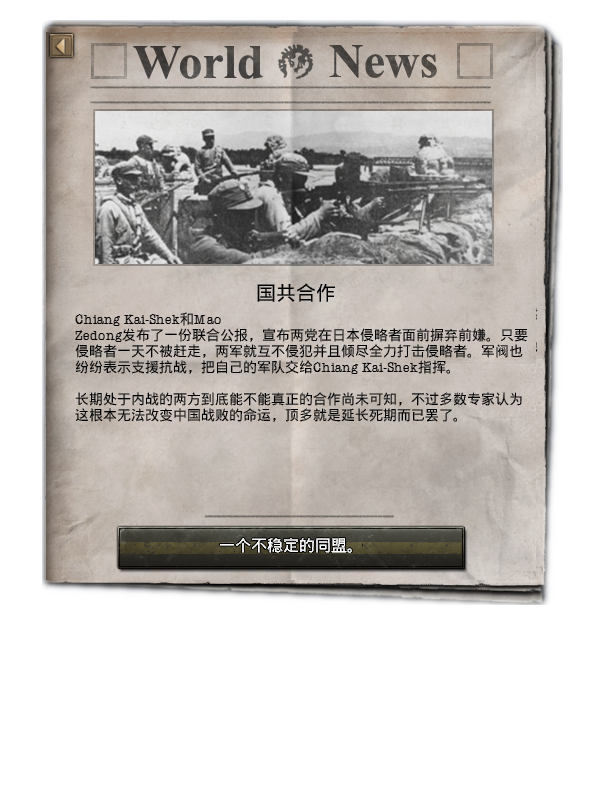 World News
国共合作
Chiang Kai-Shek和Mao
Zedong发布了一份联合公报，宣布两党在日本侵略者面前摒弃前嫌。只要
侵略者一天不被赶走，两军就互不侵犯并且倾尽全力打击侵略者。军阀也
纷纷表示支援抗战，把自己的军队交给Chiang Kai-Shek指挥。
长期处于内战的两方到底能不能真正的合作尚未可知，不过多数专家认为
这根本无法改变中国战败的命运，顶多就是延长死期而已罢了。
一个不稳定的同盟。